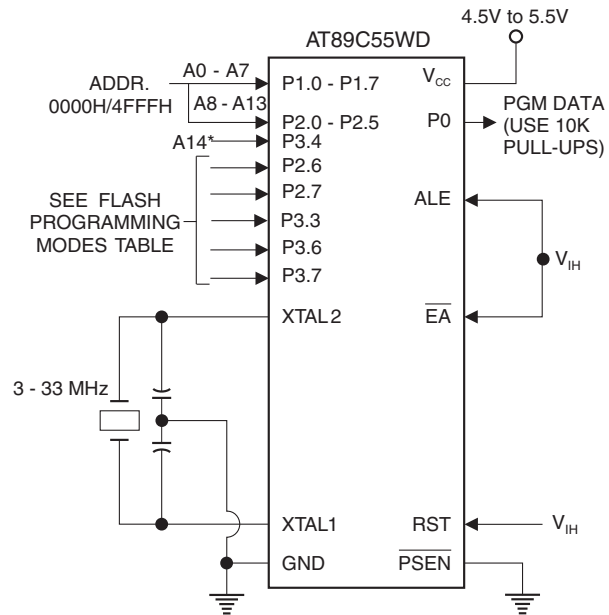 4.5V to 5.5V
AT89C55WD
ADDR.
0000H/4FFFH
A0 - A7
P1.0 - P1.7
VCC
A8 - A13
P2.0 - P2.5
P0
PGM DATA
(USE 10K
PULL-UPS)
A14*
P3.4
P2.6
SEE FLASH
PROGRAMMING
MODES TABLE
P2.7
ALE
P3.3
P3.6
VIH
P3.7
XTAL2
EA
3 - 33 MHz
XTAL1
RST
VIH
GND
PSEN